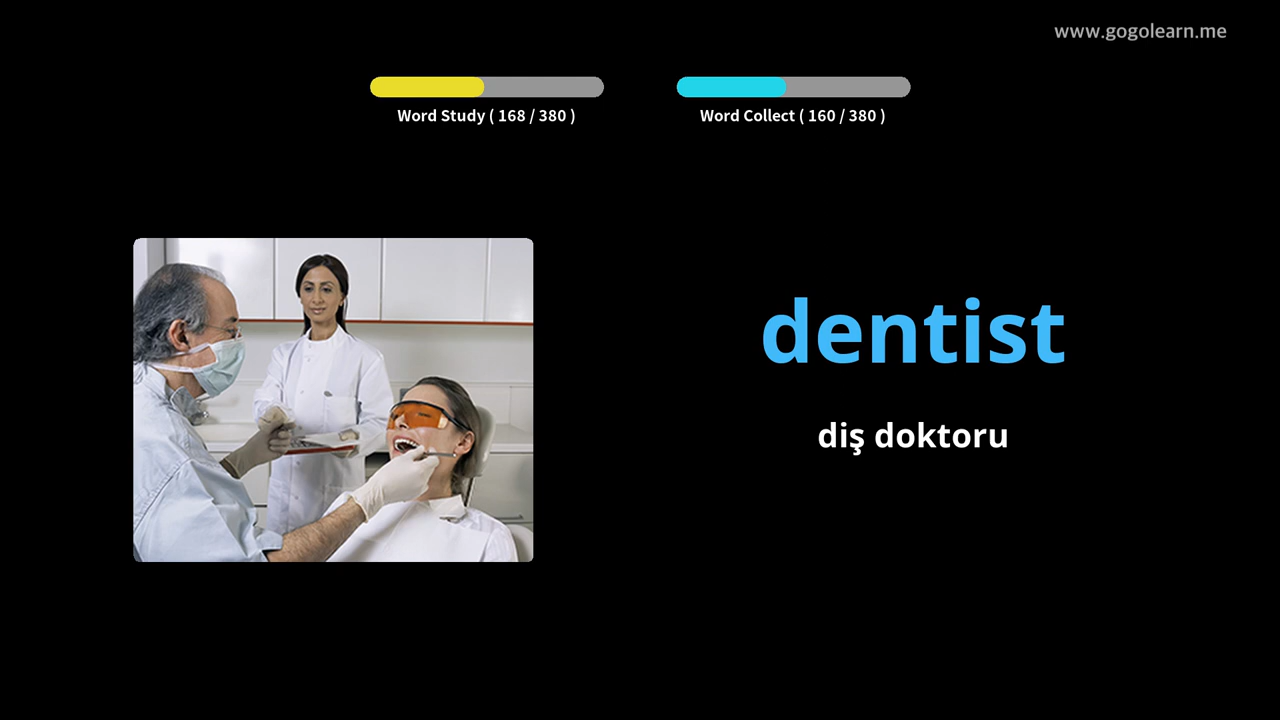 www.gogolearn.me
Word Study ( 168 / 380 )
Word Collect ( 160 / 380 )
dentist
diş doktoru